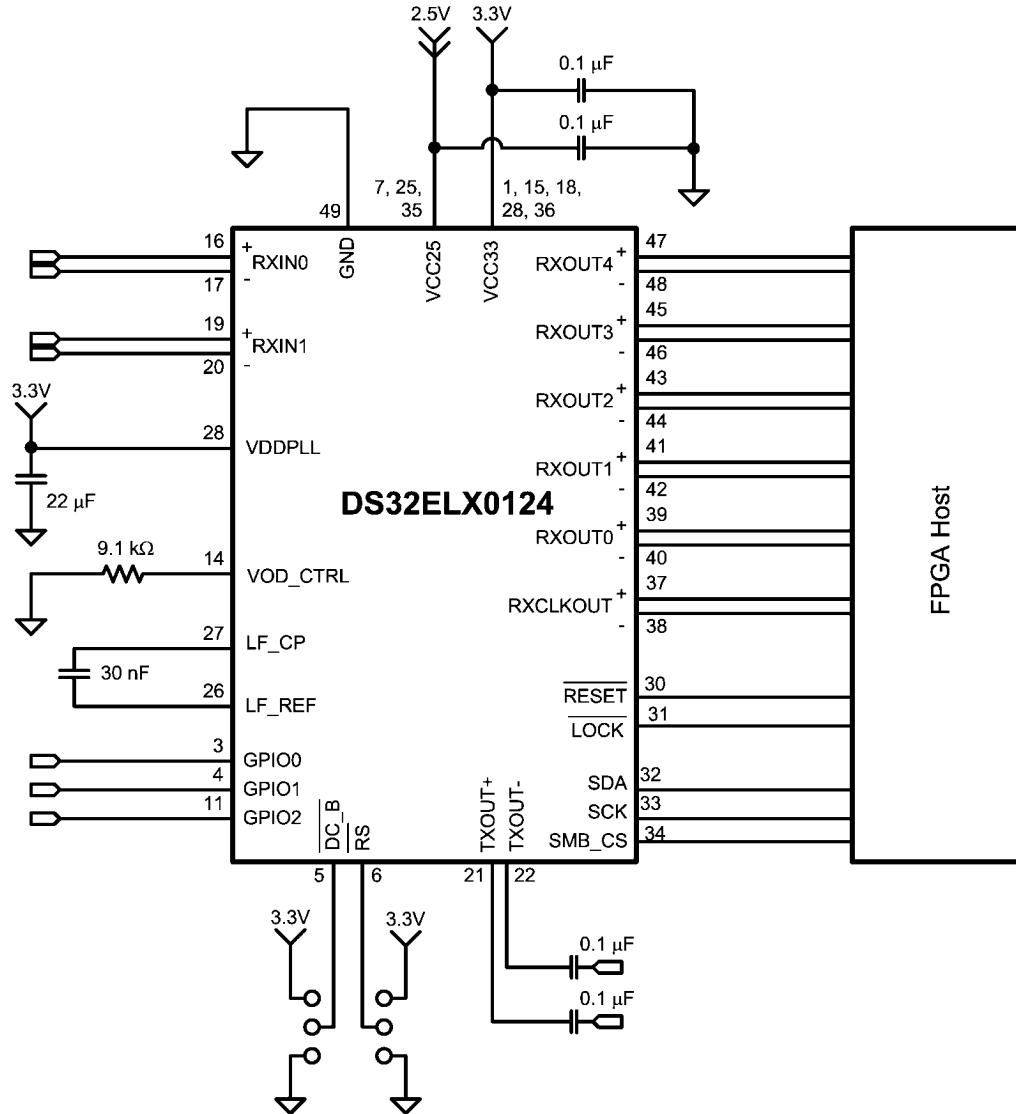 2.5V
3.3V
0.1 µF
0.1 µF
7, 25,
35
1, 15, 18,
28, 36
49
GND
VCC25
VCC33
16
+
RXIN0
17
-
19
+
RXIN1
20
-
3.3V
28
VDDPLL
22 µF
9.1 kΩ
14
VOD_CTRL
27
LF_CP
30 nF
26
LF_REF
3
GPIO0
4
GPIO1
11
GPIO2
DS32ELX0124
47
RXOUT4 +
-
48
45
RXOUT3 +
-
46
43
RXOUT2 +
-
44
41
RXOUT1 +
-
42
39
RXOUT0 +
-
40
37
RXCLKOUT +
-
38
RESET
30
LOCK
31
SDA
32
SCK
33
SMB_CS
34
FPGA Host
DC_B
RS
TXOUT+
TXOUT-
5
6
21
22
3.3V
3.3V
0.1 µF
0.1 µF